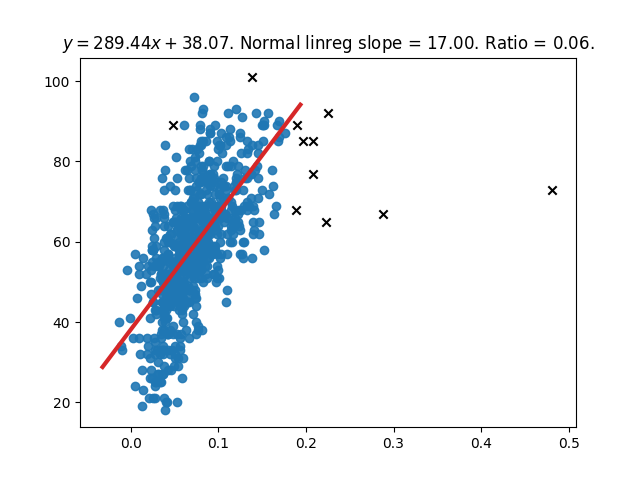 y = 289.44x + 38.07. Normal linreg slope = 17.00. Ratio = 0.06.
100
80
60
40
20
0.0 0.1 0.2 0.3 0.4 0.5